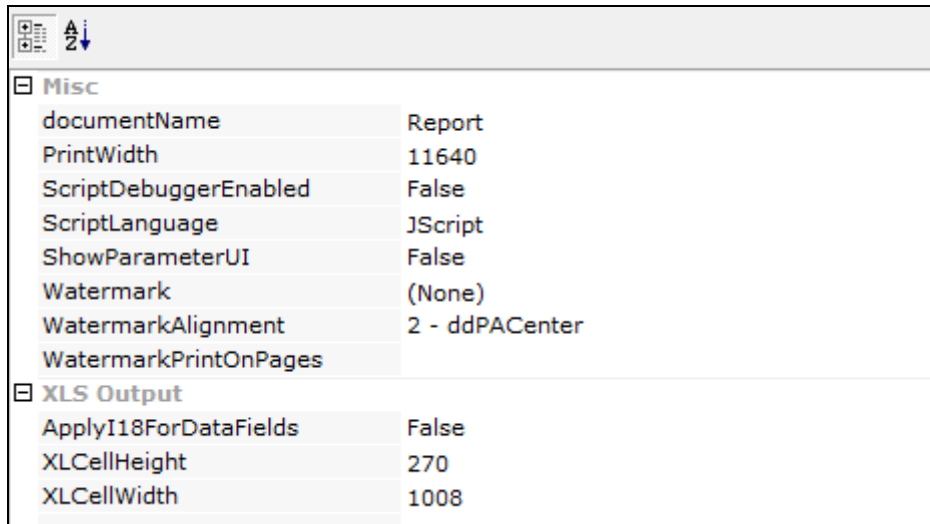 Misc
documentName Report
PrintWidth 11640
ScriptDebuggerEnabled False
ScriptLanguage JScript
ShowParameterUI False
Watermark (None)
WatermarkAlignment 2 - ddPACenter
WatermarkPrintOnPages
XLS Output
ApplyI18ForDataFields False
XLCellHeight 270
XLCellWidth 1008